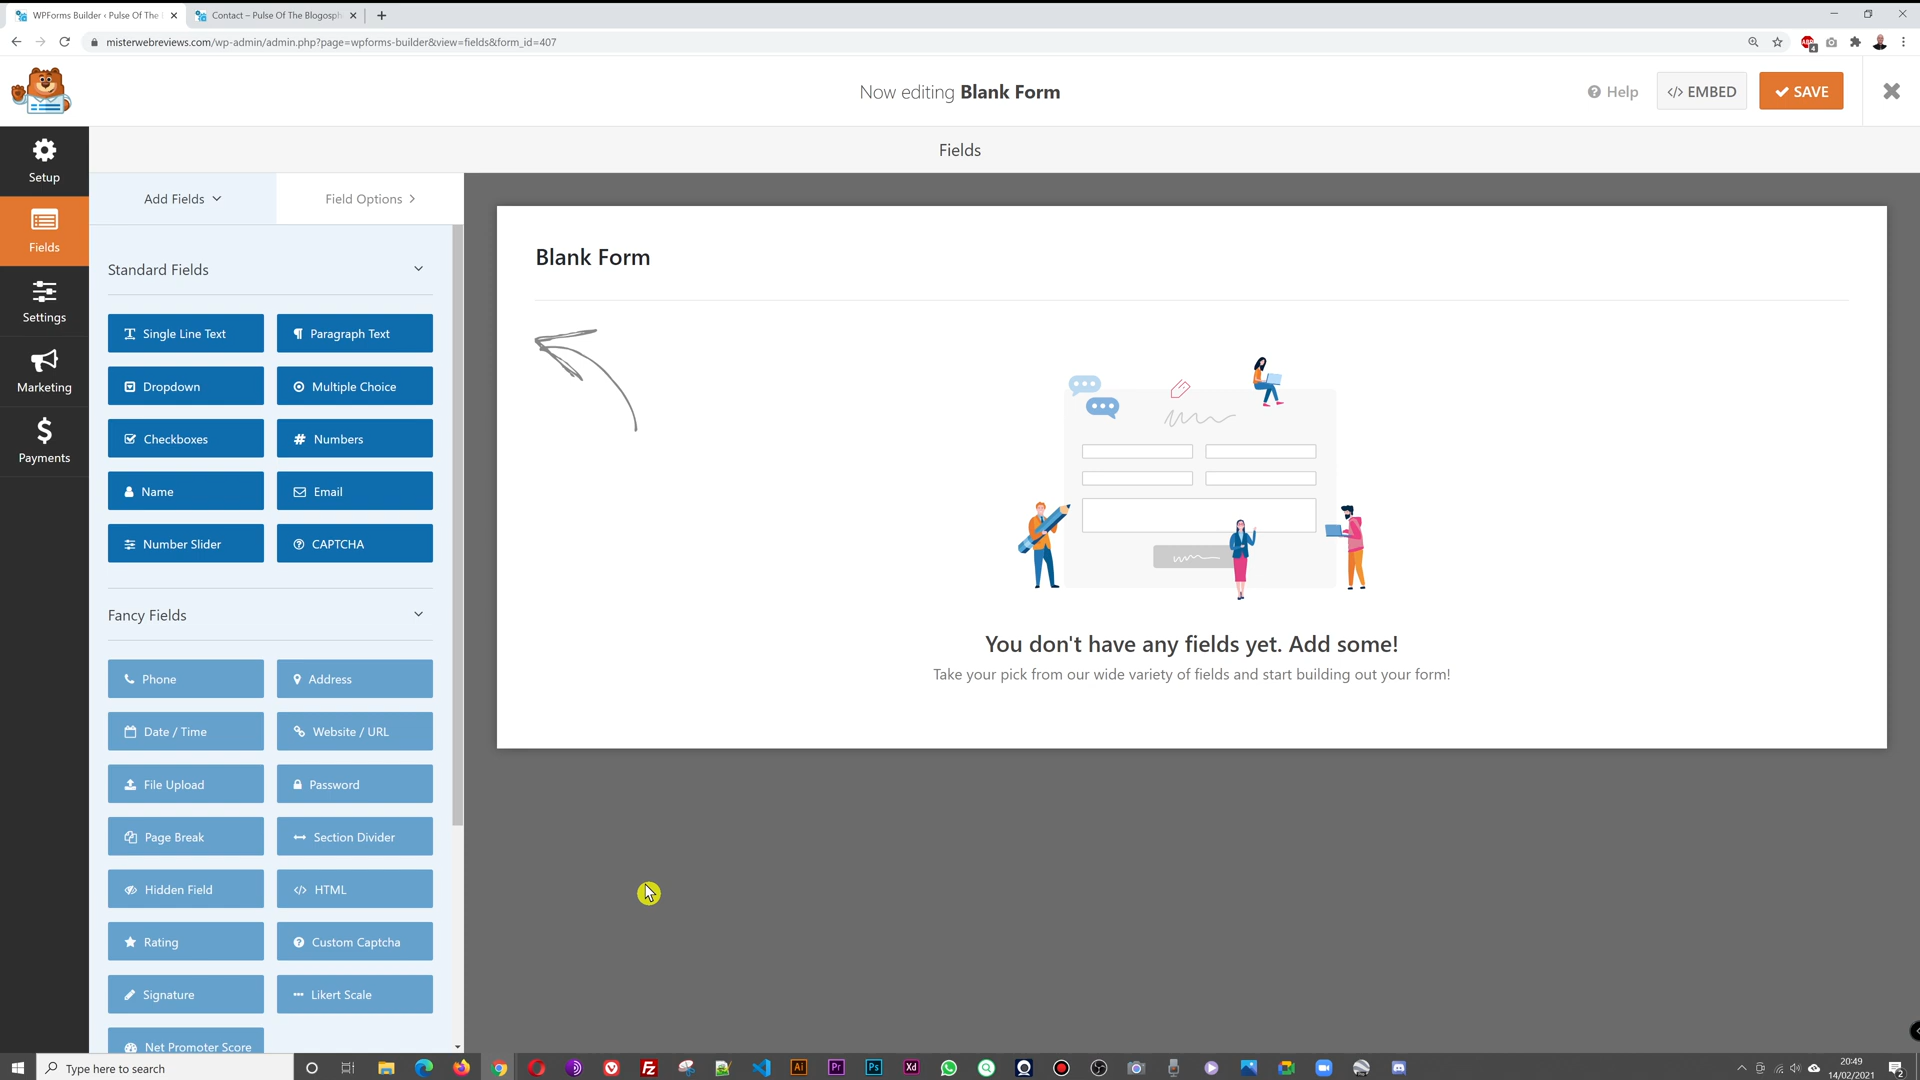 WPForms Builder ‹ Pulse Of The
Contact – Pulse Of The Blogosph
misterwebreviews.com/wp-admin/admin.php?page=wpforms-builder&view=fields&form_id=407
Now editing Blank Form
Help
</> EMBED
SAVE
Setup
Fields
Settings
Marketing
Payments
Fields
Add Fields
Field Options
Standard Fields
Single Line Text
Paragraph Text
Dropdown
Multiple Choice
Checkboxes
Numbers
Name
Email
Number Slider
CAPTCHA
Fancy Fields
Phone
Address
Date / Time
Website / URL
File Upload
Password
Page Break
Section Divider
Hidden Field
HTML
Rating
Custom Captcha
Signature
Likert Scale
Net Promoter Score
Blank Form
You don't have any fields yet. Add some!
Take your pick from our wide variety of fields and start building out your form!
Type here to search
Ai
Pr
Ps
Xd
20:49
14/02/2021
2